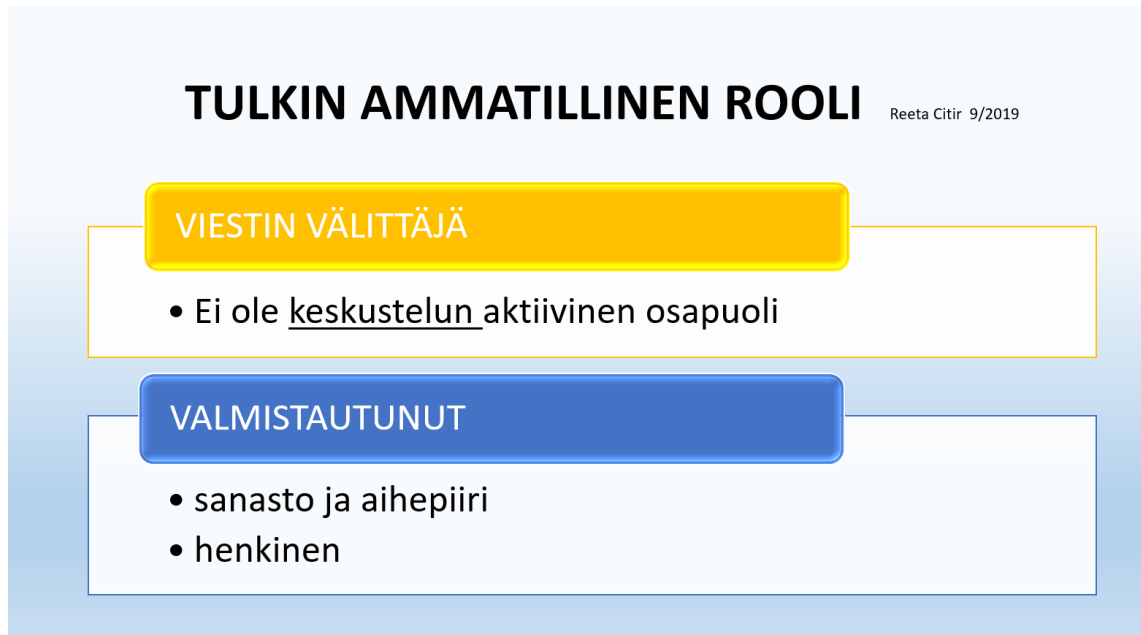 TULKIN AMMATILLINEN ROOLI Reeta Citir 9/2019
VIESTIN VÄLITTÄJÄ
• Ei ole keskustelun aktiivinen osapuoli
VALMISTAUTUNUT
• sanasto ja aihepiiri
• henkinen